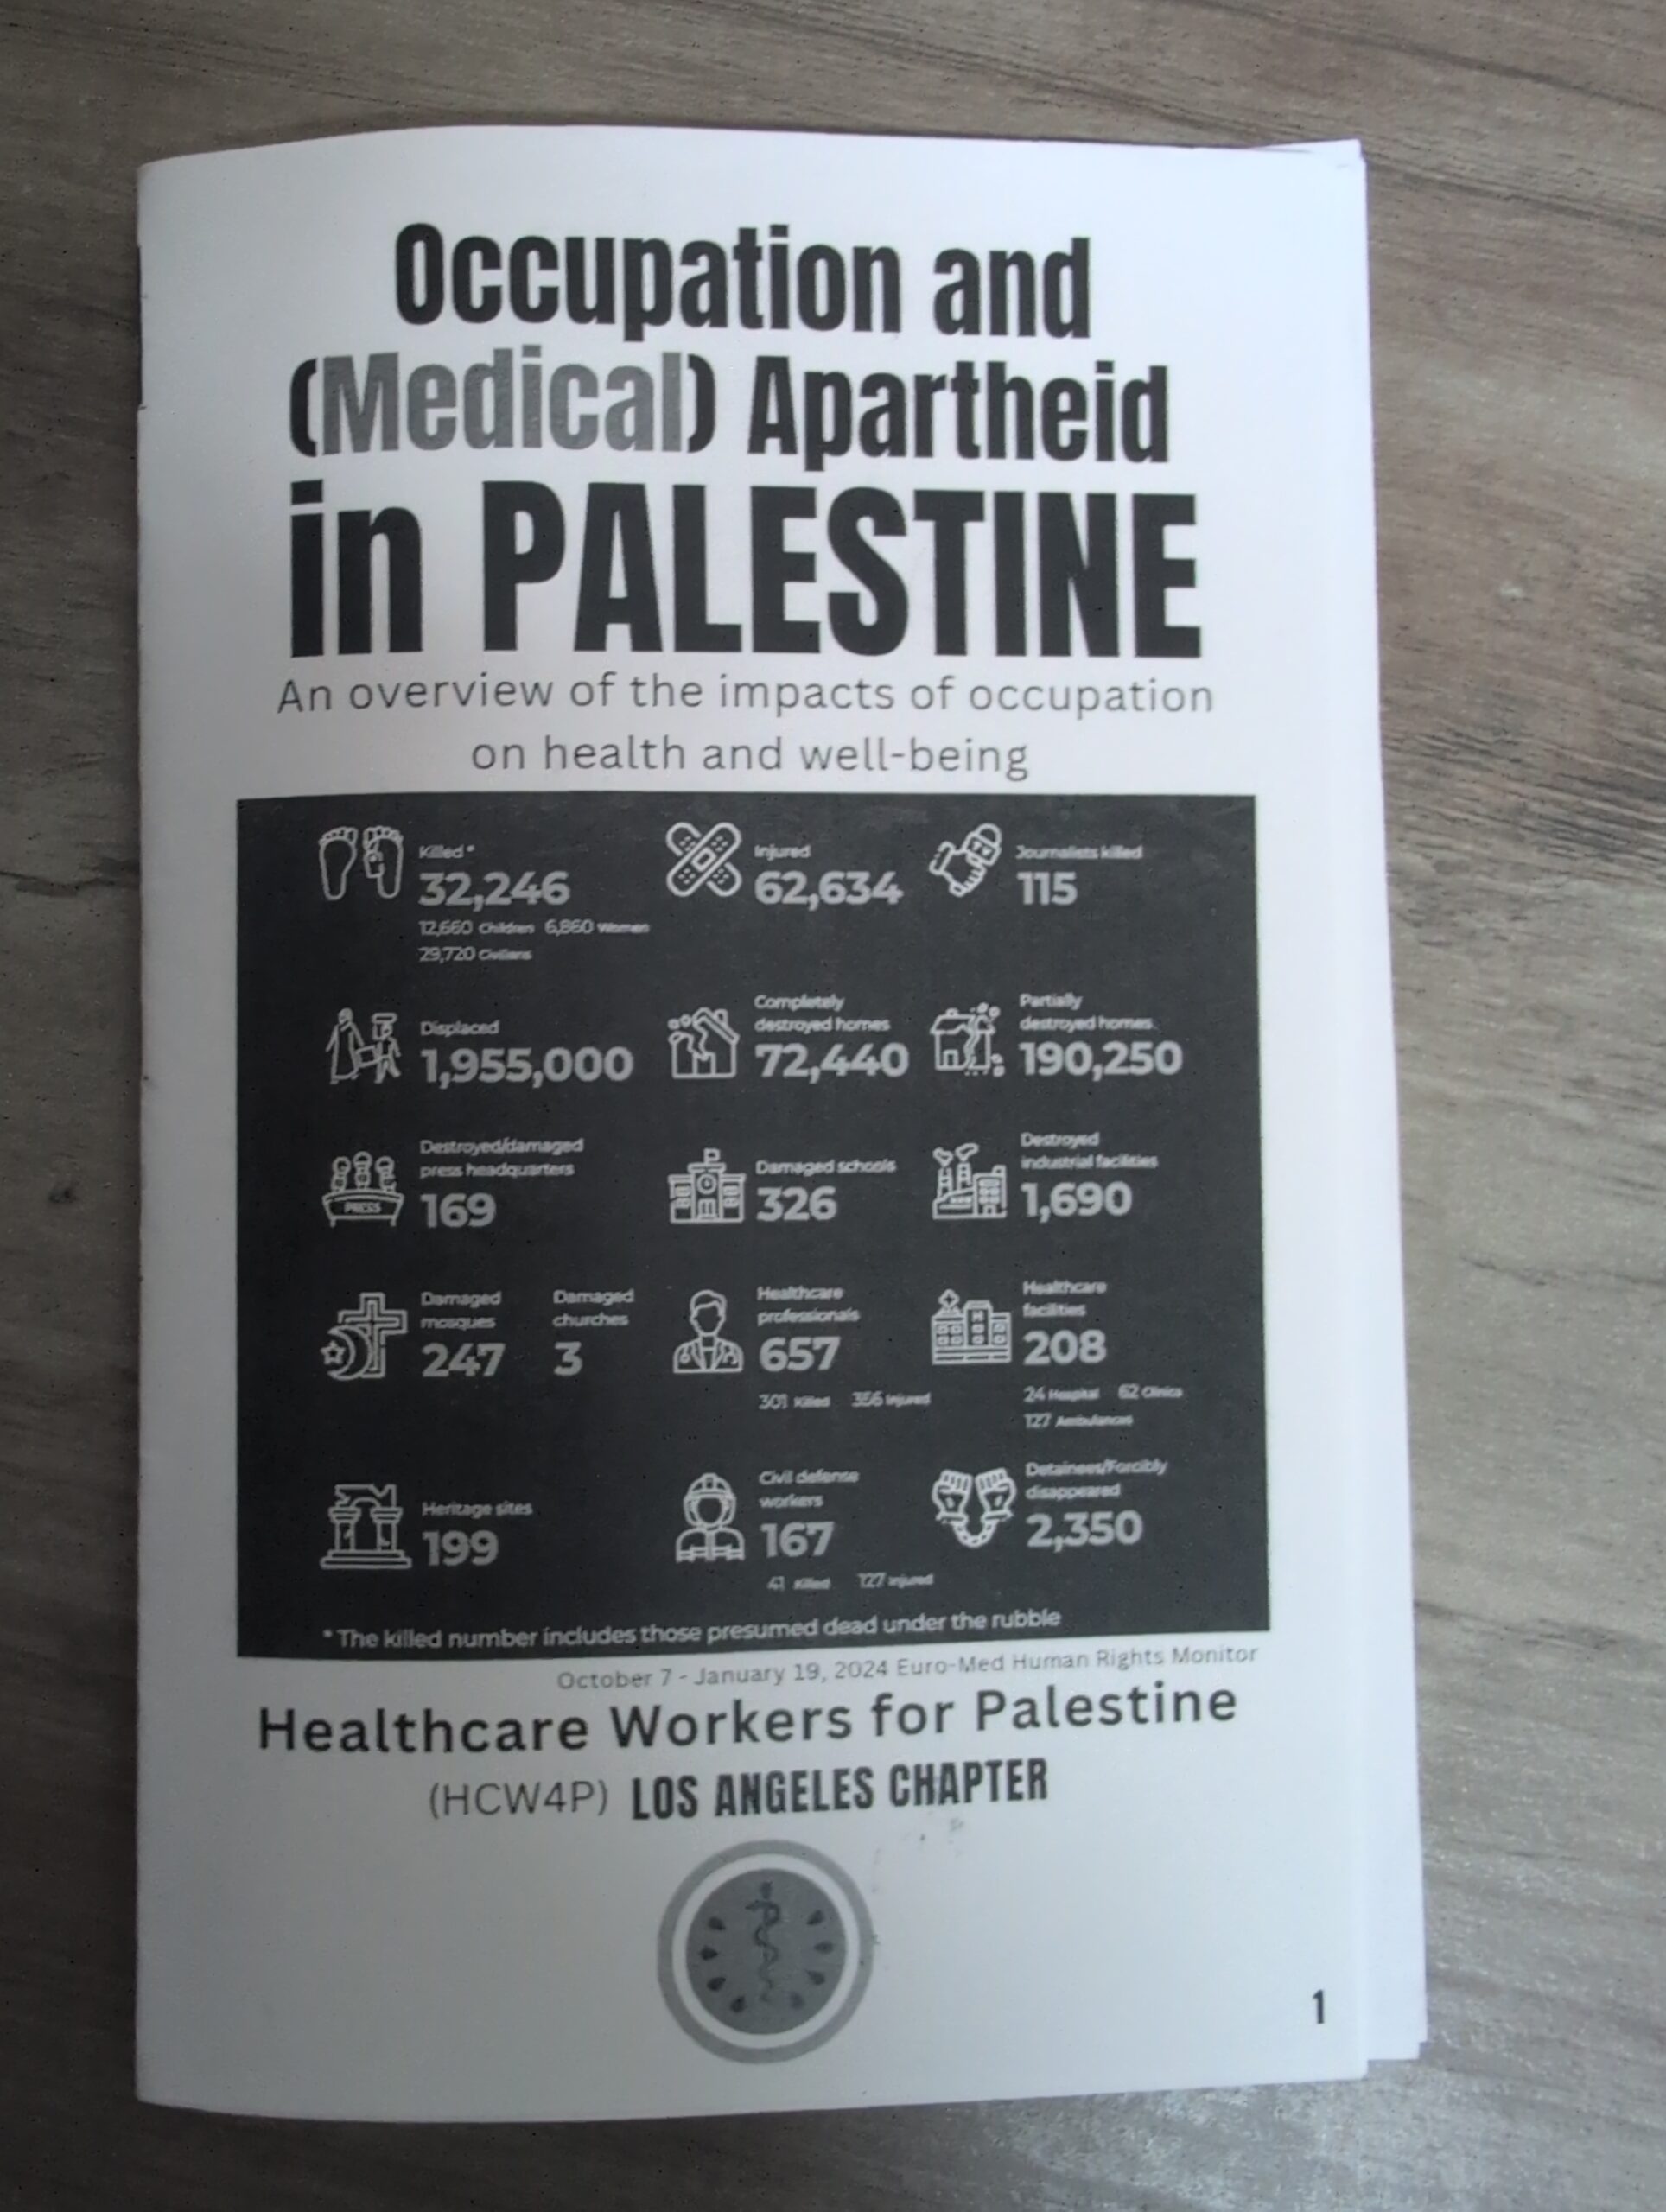 Occupation and
(Medical) Apartheid
in PALESTINE
An overview of the impacts of occupation
on health and well-being
Killed *
32,246
12,660 Children 6,860 Women
29,720 Civilians
Injured
62,634
Journalists killed
115
Displaced
1,955,000
Completely
destroyed homes
72,440
Partially
destroyed homes
190,250
Destroyed/damaged
press headquarters
169
PRESS
Damaged schools
326
Destroyed
industrial facilities
1,690
Damaged
mosques
247
Damaged
churches
3
Healthcare
professionals
657
301 Killed 356 Injured
Healthcare
facilities
208
24 Hospital 62 Clinics
127 Ambulances
Heritage sites
199
Civil defense
workers
167
41 Killed 127 Injured
Detainees/Forcibly
disappeared
2,350
* The killed number includes those presumed dead under the rubble
October 7 - January 19, 2024 Euro-Med Human Rights Monitor
Healthcare Workers for Palestine
(HCW4P) LOS ANGELES CHAPTER
1